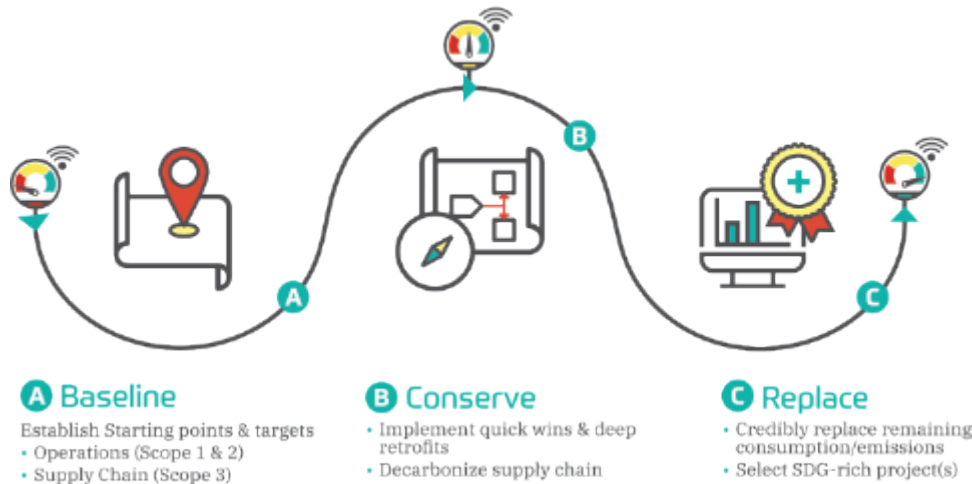 A
B
C
A Baseline
Establish Starting points & targets
• Operations (Scope 1 & 2)
• Supply Chain (Scope 3)
B Conserve
• Implement quick wins & deep
retrofits
• Decarbonize supply chain
C Replace
• Credibly replace remaining
consumption/emissions
• Select SDG-rich project(s)